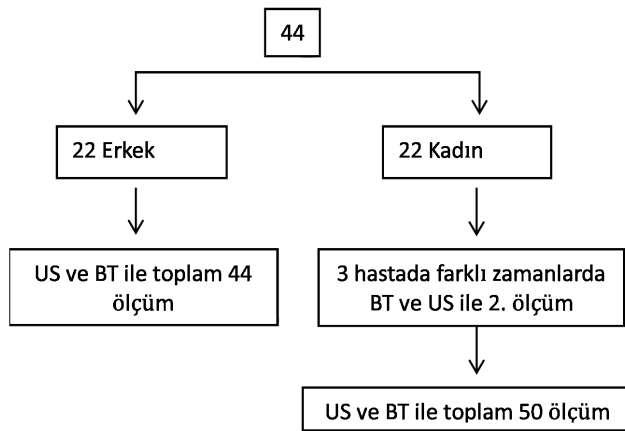 44
22 Erkek
22 Kadın
US ve BT ile toplam 44
ölçüm
3 hastada farklı zamanlarda
BT ve US ile 2. ölçüm
US ve BT ile toplam 50 ölçüm